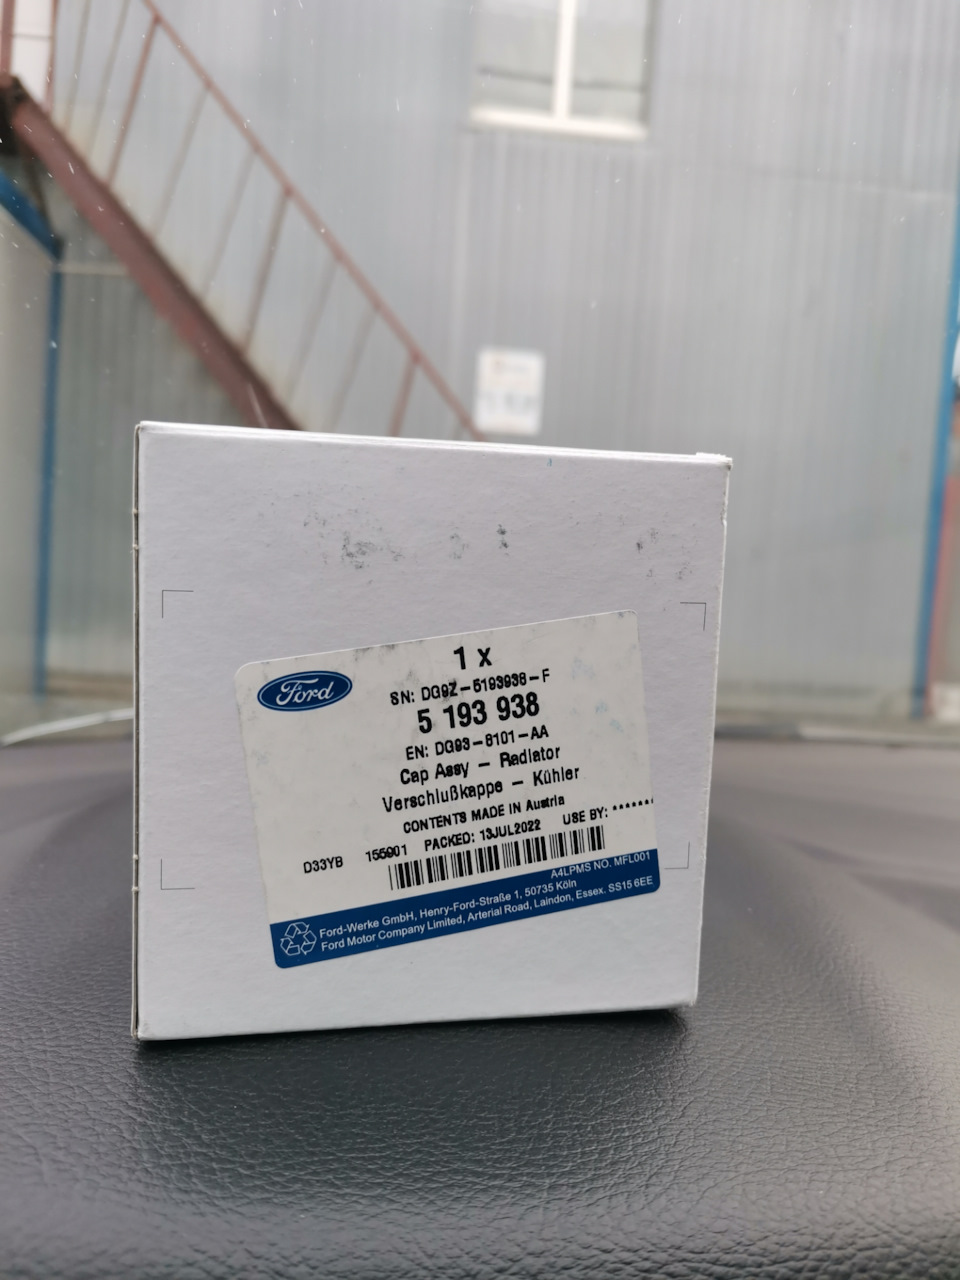 1 x
Ford
SN: DG9Z-5193938-F
5 193 938
EN: DG93-8101-AA
Cap Assy - Radiator
Verschlußkappe - Kühler
CONTENTS MADE IN Austria
D33YB 155901 PACKED: 13JUL2022 USE BY: *******
A4LPMS NO. MFL001
Ford-Werke GmbH, Henry-Ford-Straße 1, 50735 Köln
Ford Motor Company Limited, Arterial Road, Laindon, Essex. SS15 6EE